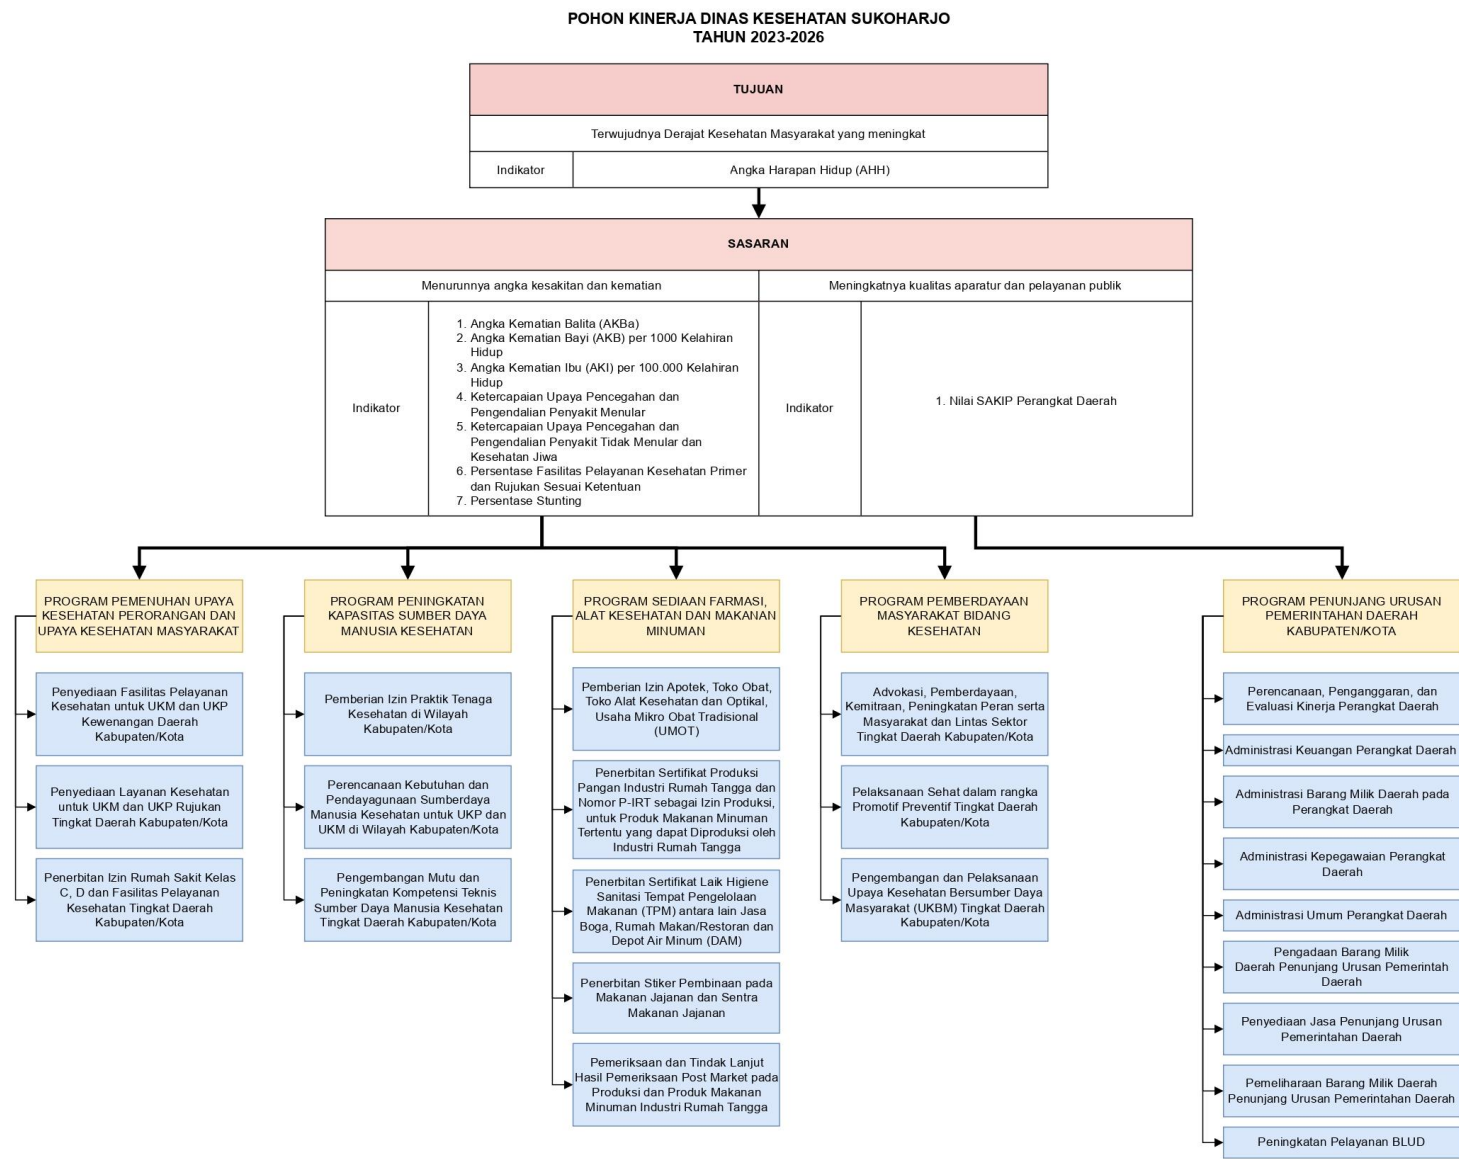 POHON KINERJA DINAS KESEHATAN SUKOHARJO
TAHUN 2023-2026
TUJUAN
Terwujudnya Derajat Kesehatan Masyarakat yang meningkat
Indikator
Angka Harapan Hidup (AHH)
SASARAN
Menurunnya angka kesakitan dan kematian
Meningkatnya kualitas aparatur dan pelayanan publik
Indikator
1. Angka Kematian Balita (AKBa)
2. Angka Kematian Bayi (AKB) per 1000 Kelahiran
Hidup
3. Angka Kematian Ibu (AKI) per 100.000 Kelahiran
Hidup
4. Ketercapaian Upaya Pencegahan dan
Pengendalian Penyakit Menular
5. Ketercapaian Upaya Pencegahan dan
Pengendalian Penyakit Tidak Menular dan
Kesehatan Jiwa
6. Persentase Fasilitas Pelayanan Kesehatan Primer
dan Rujukan Sesuai Ketentuan
7. Persentase Stunting
Indikator
1. Nilai SAKIP Perangkat Daerah
PROGRAM PEMENUHAN UPAYA
KESEHATAN PERORANGAN DAN
UPAYA KESEHATAN MASYARAKAT
Penyediaan Fasilitas Pelayanan
Kesehatan untuk UKM dan UKP
Kewenangan Daerah
Kabupaten/Kota
Penyediaan Layanan Kesehatan
untuk UKM dan UKP Rujukan
Tingkat Daerah Kabupaten/Kota
Penerbitan Izin Rumah Sakit Kelas
C, D dan Fasilitas Pelayanan
Kesehatan Tingkat Daerah
Kabupaten/Kota
PROGRAM PENINGKATAN
KAPASITAS SUMBER DAYA
MANUSIA KESEHATAN
Pemberian Izin Praktik Tenaga
Kesehatan di Wilayah
Kabupaten/Kota
Perencanaan Kebutuhan dan
Pendayagunaan Sumberdaya
Manusia Kesehatan untuk UKP dan
UKM di Wilayah Kabupaten/Kota
Pengembangan Mutu dan
Peningkatan Kompetensi Teknis
Sumber Daya Manusia Kesehatan
Tingkat Daerah Kabupaten/Kota
PROGRAM SEDIAAN FARMASI,
ALAT KESEHATAN DAN MAKANAN
MINUMAN
Pemberian Izin Apotek, Toko Obat,
Toko Alat Kesehatan dan Optikal,
Usaha Mikro Obat Tradisional
(UMOT)
Penerbitan Sertifikat Produksi
Pangan Industri Rumah Tangga dan
Nomor P-IRT sebagai Izin Produksi,
untuk Produk Makanan Minuman
Tertentu yang dapat Diproduksi oleh
Industri Rumah Tangga
Penerbitan Sertifikat Laik Higiene
Sanitasi Tempat Pengelolaan
Makanan (TPM) antara lain Jasa
Boga, Rumah Makan/Restoran dan
Depot Air Minum (DAM)
Penerbitan Stiker Pembinaan pada
Makanan Jajanan dan Sentra
Makanan Jajanan
Pemeriksaan dan Tindak Lanjut
Hasil Pemeriksaan Post Market pada
Produksi dan Produk Makanan
Minuman Industri Rumah Tangga
PROGRAM PEMBERDAYAAN
MASYARAKAT BIDANG
KESEHATAN
Advokasi, Pemberdayaan,
Kemitraan, Peningkatan Peran serta
Masyarakat dan Lintas Sektor
Tingkat Daerah Kabupaten/Kota
Pelaksanaan Sehat dalam rangka
Promotif Preventif Tingkat Daerah
Kabupaten/Kota
Pengembangan dan Pelaksanaan
Upaya Kesehatan Bersumber Daya
Masyarakat (UKBM) Tingkat Daerah
Kabupaten/Kota
PROGRAM PENUNJANG URUSAN
PEMERINTAHAN DAERAH
KABUPATEN/KOTA
Perencanaan, Penganggaran, dan
Evaluasi Kinerja Perangkat Daerah
Administrasi Keuangan Perangkat Daerah
Administrasi Barang Milik Daerah pada
Perangkat Daerah
Administrasi Kepegawaian Perangkat
Daerah
Administrasi Umum Perangkat Daerah
Pengadaan Barang Milik
Daerah Penunjang Urusan Pemerintah
Daerah
Penyediaan Jasa Penunjang Urusan
Pemerintahan Daerah
Pemeliharaan Barang Milik Daerah
Penunjang Urusan Pemerintahan Daerah
Peningkatan Pelayanan BLUD